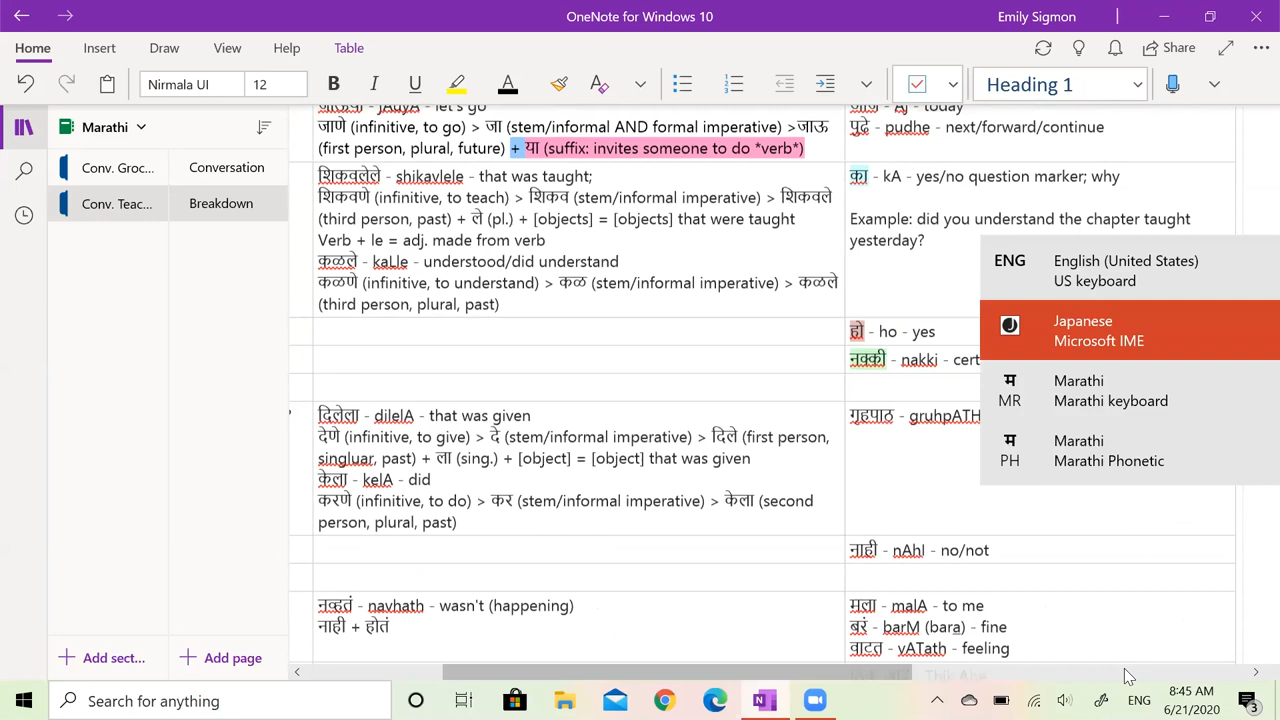 OneNote for Windows 10
Emily Sigmon
Home Insert Draw View Help Table
Share
Nirmala UI 12 B I U A Heading 1
Marathi
Conv. Groc...
Conv. Teac...
Conversation
Breakdown
जाणे (infinitive, to go) > जा (stem/informal AND formal imperative) >जाऊ
(first person, plural, future) + या (suffix: invites someone to do *verb*)
शिकवलेले - shikavlele - that was taught;
शिकवणे (infinitive, to teach) > शिकव (stem/informal imperative) > शिकवले
(third person, past) + ले (pl.) + [objects] = [objects] that were taught
Verb + le = adj. made from verb
कळले - kaLle - understood/did understand
कळणे (infinitive, to understand) > कळ (stem/informal imperative) > कळले
(third person, plural, past)
दिलेला - dilelA - that was given
देणे (infinitive, to give) > दे (stem/informal imperative) > दिले (first person,
singluar, past) + ला (sing.) + [object] = [object] that was given
केला - kelA - did
करणे (infinitive, to do) > कर (stem/informal imperative) > केला (second
person, plural, past)
नव्हतं - navhath - wasn't (happening)
नाही + होतं
पुढे - pudhe - next/forward/continue
का - kA - yes/no question marker; why
Example: did you understand the chapter taught
yesterday?
हो - ho - yes
नक्की - nakki - cert
गृहपाठ - gruhpATH
नाही - nAhI - no/not
मला - malA - to me
बरं - barM (bara) - fine
वाटत - vATath - feeling
ENG English (United States)
US keyboard
Japanese
Microsoft IME
म Marathi
MR Marathi keyboard
म Marathi
PH Marathi Phonetic
Add sect...
Add page
Search for anything
ENG
8:45 AM
6/21/2020
3